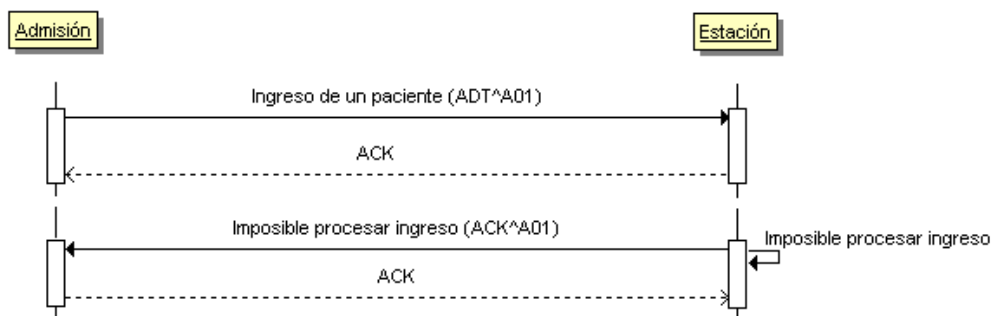 Admisión
Estación
Ingreso de un paciente (ADT^A01)
ACK
Imposible procesar ingreso (ACK^A01)
Imposible procesar ingreso
ACK